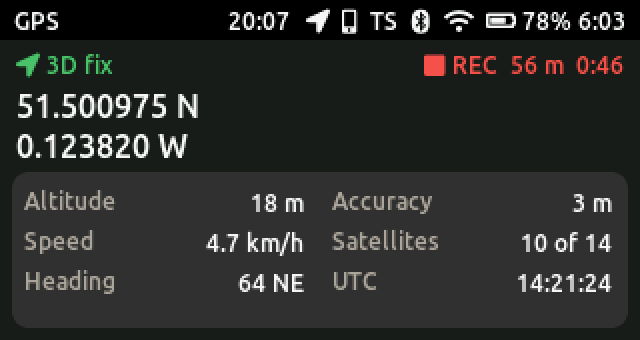 GPS 20:07 TS 78% 6:03
3D fix REC 56 m 0:46
51.500975 N
0.123820 W
Altitude 18 m Accuracy 3 m
Speed 4.7 km/h Satellites 10 of 14
Heading 64 NE UTC 14:21:24